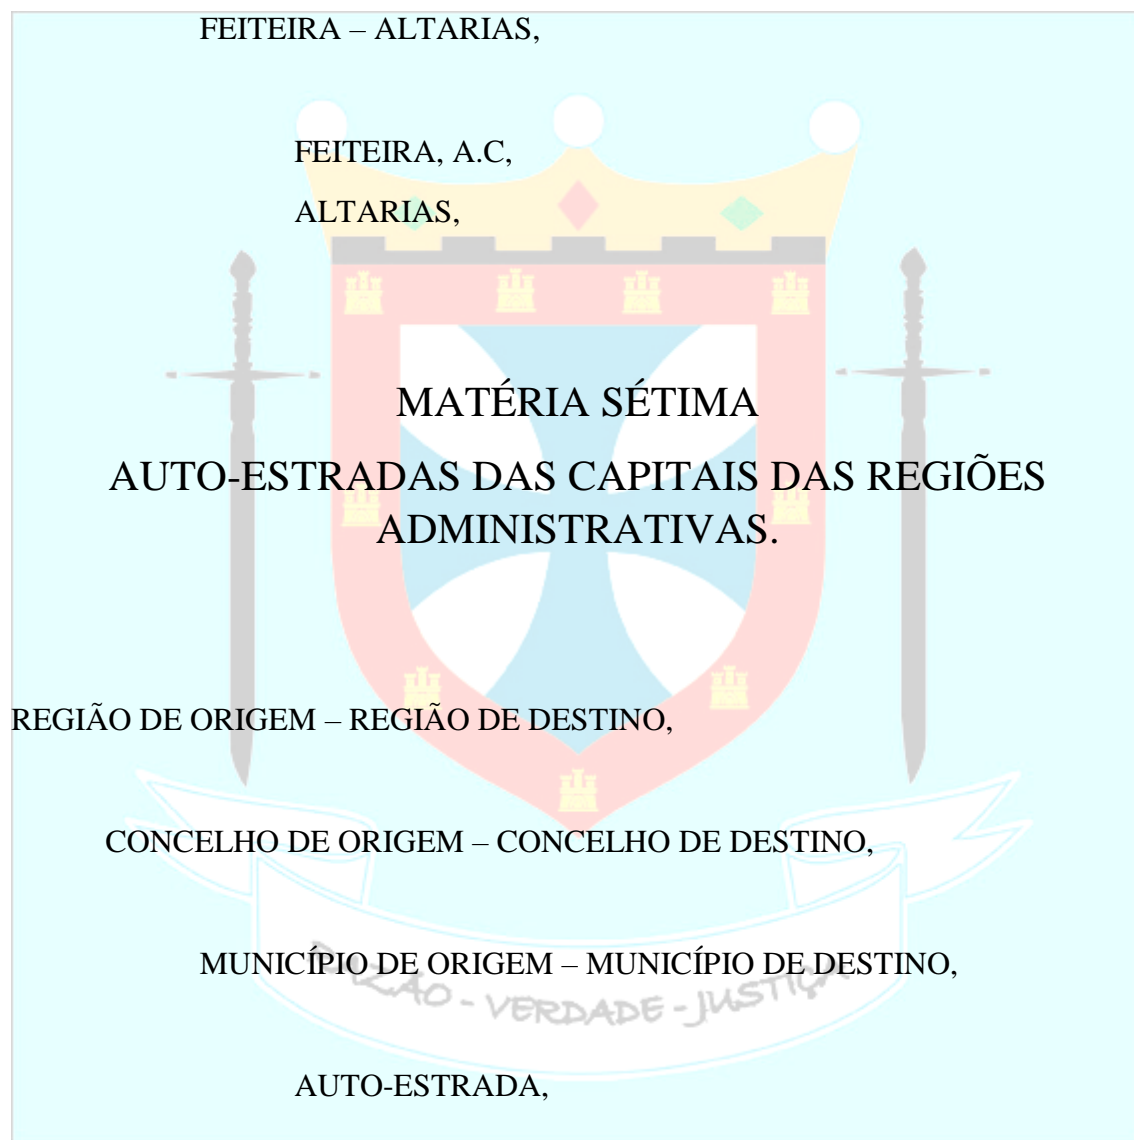 FEITEIRA – ALTARIAS,
FEITEIRA, A.C,
ALTARIAS,
MATÉRIA SÉTIMA
AUTO-ESTRADAS DAS CAPITAIS DAS REGIÕES
ADMINISTRATIVAS.
REGIÃO DE ORIGEM – REGIÃO DE DESTINO,
CONCELHO DE ORIGEM – CONCELHO DE DESTINO,
MUNICÍPIO DE ORIGEM – MUNICÍPIO DE DESTINO,
RAZÃO - VERDADE - JUSTIÇA
AUTO-ESTRADA,